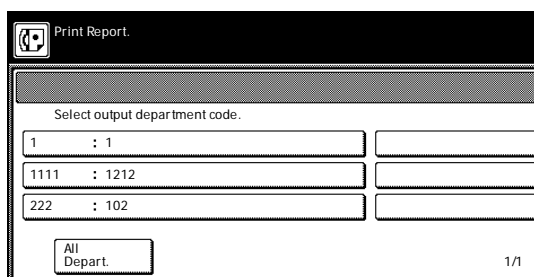 Print Report.
Select output department code.
1 : 1
1111 : 1212
222 : 102
All
Depart.
1/1